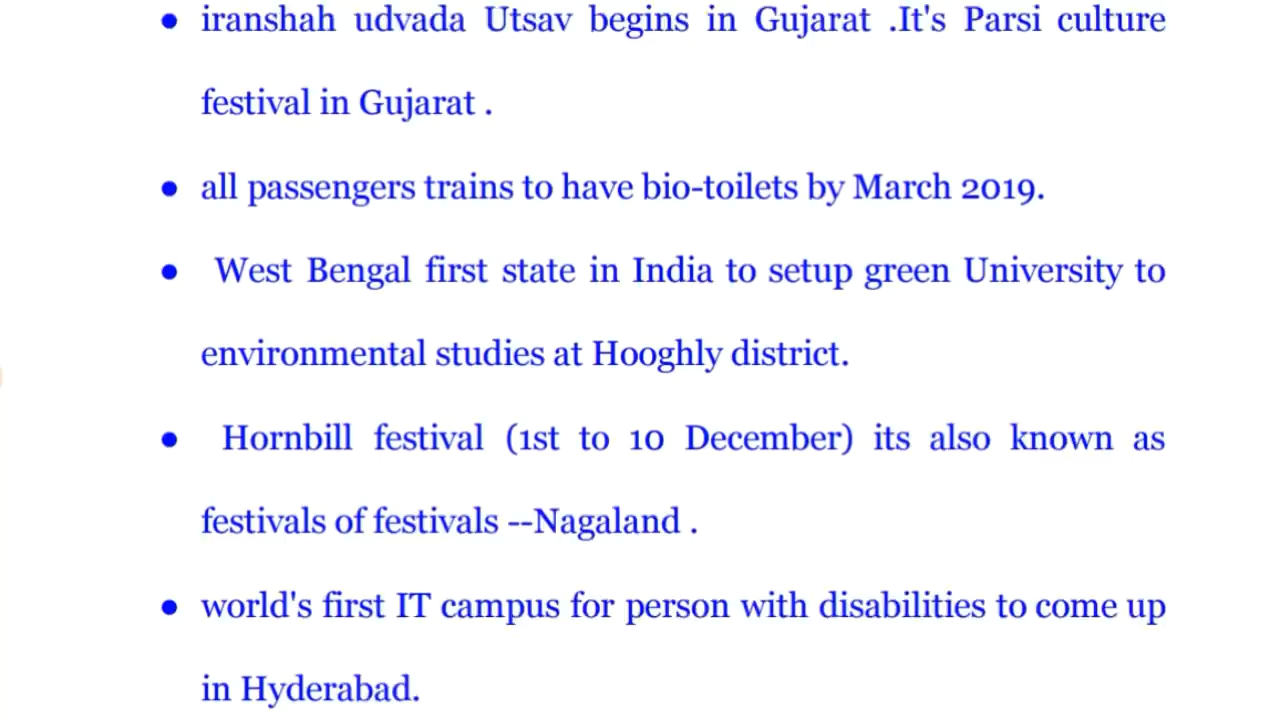 ● iranshah udvada Utsav begins in Gujarat .It's Parsi culture
festival in Gujarat .
● all passengers trains to have bio-toilets by March 2019.
● West Bengal first state in India to setup green University to
environmental studies at Hooghly district.
● Hornbill festival (1st to 10 December) its also known as
festivals of festivals --Nagaland .
● world's first IT campus for person with disabilities to come up
in Hyderabad.